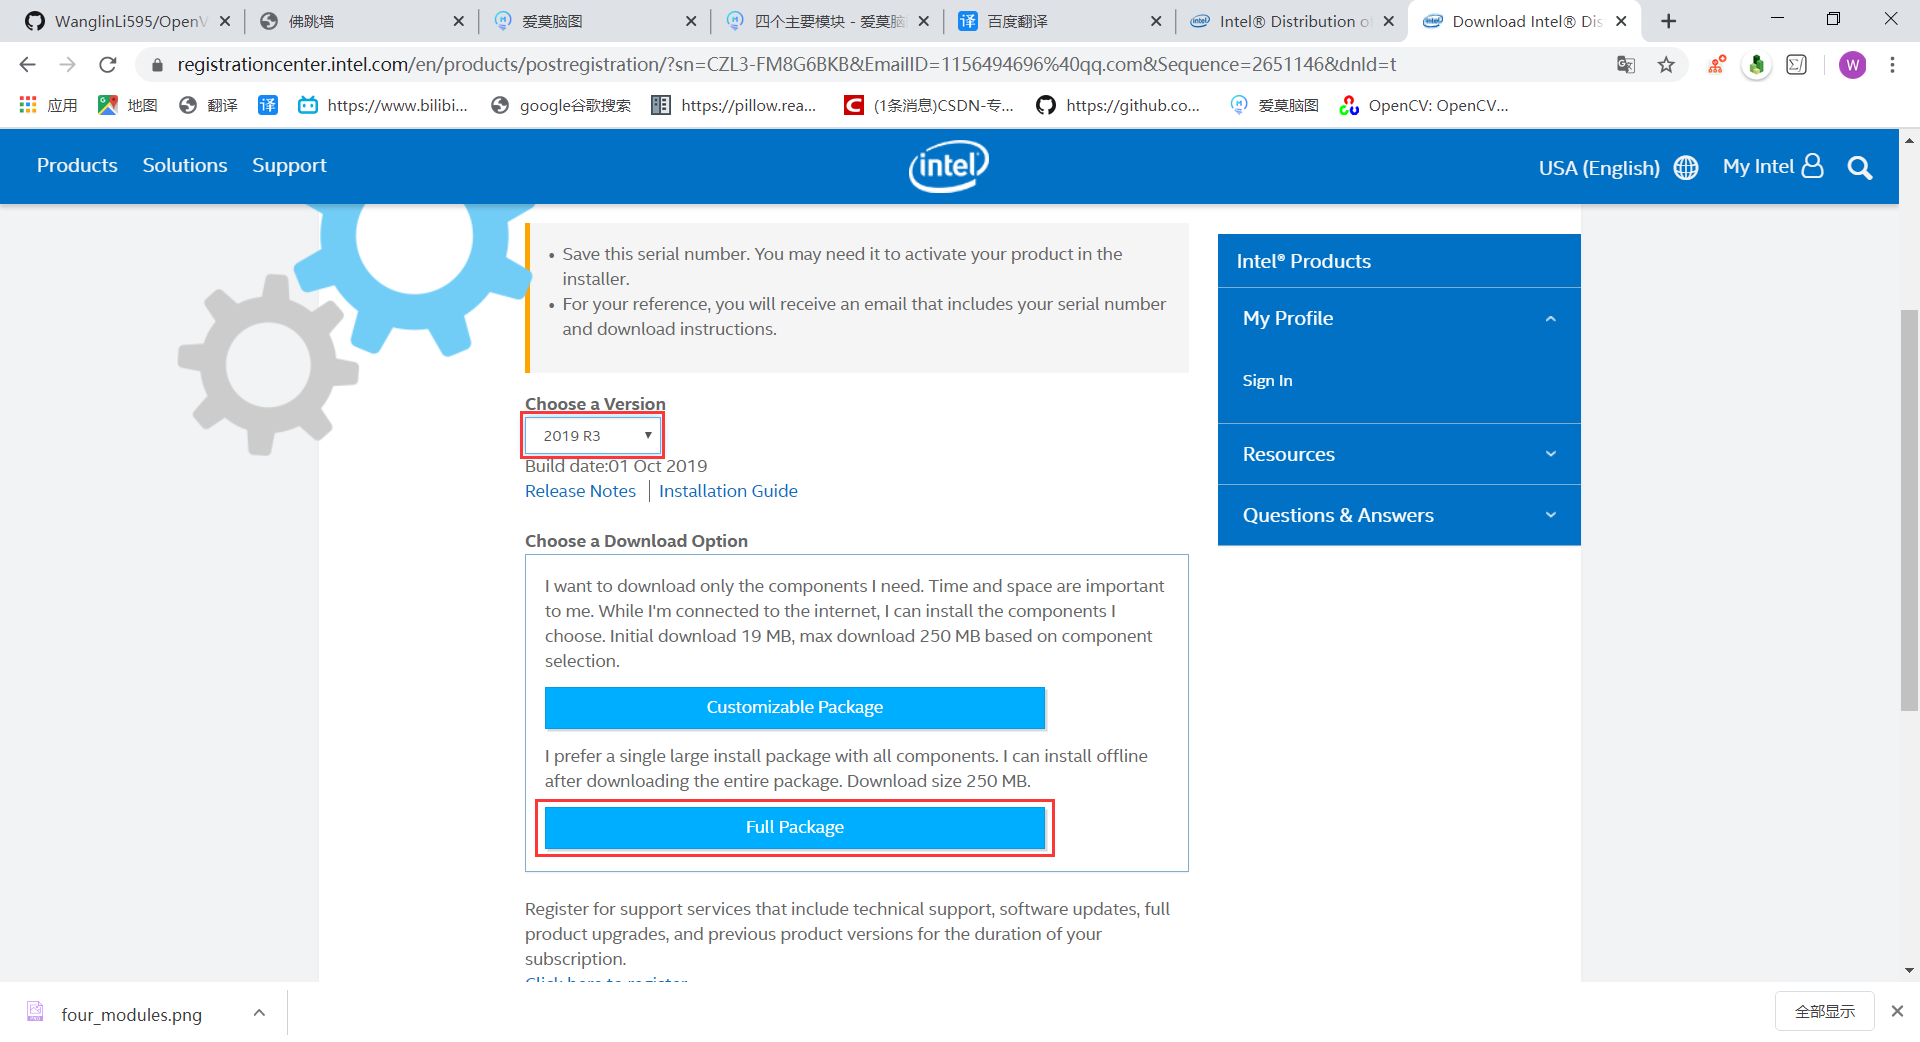 WanglinLi595/OpenV
佛跳墙
爱莫脑图
四个主要模块 - 爱莫脑
译 百度翻译
Intel® Distribution o
Download Intel® Dis
registrationcenter.intel.com/en/products/postregistration/?sn=CZL3-FM8G6BKB&EmailID=1156494696%40qq.com&Sequence=2651146&dnld=t
W
应用
地图
翻译
译
https://www.bilibi...
google谷歌搜索
https://pillow.rea...
C (1条消息)CSDN-专...
https://github.co...
爱莫脑图
OpenCV: OpenCV...
Products
Solutions
Support
intel
USA (English)
My Intel
• Save this serial number. You may need it to activate your product in the
installer.
• For your reference, you will receive an email that includes your serial number
and download instructions.
Intel® Products
My Profile
Sign In
Resources
Questions & Answers
Choose a Version
2019 R3
Build date:01 Oct 2019
Release Notes
Installation Guide
Choose a Download Option
I want to download only the components I need. Time and space are important
to me. While I'm connected to the internet, I can install the components I
choose. Initial download 19 MB, max download 250 MB based on component
selection.
Customizable Package
I prefer a single large install package with all components. I can install offline
after downloading the entire package. Download size 250 MB.
Full Package
Register for support services that include technical support, software updates, full
product upgrades, and previous product versions for the duration of your
subscription.
Click here to register
four_modules.png
全部显示